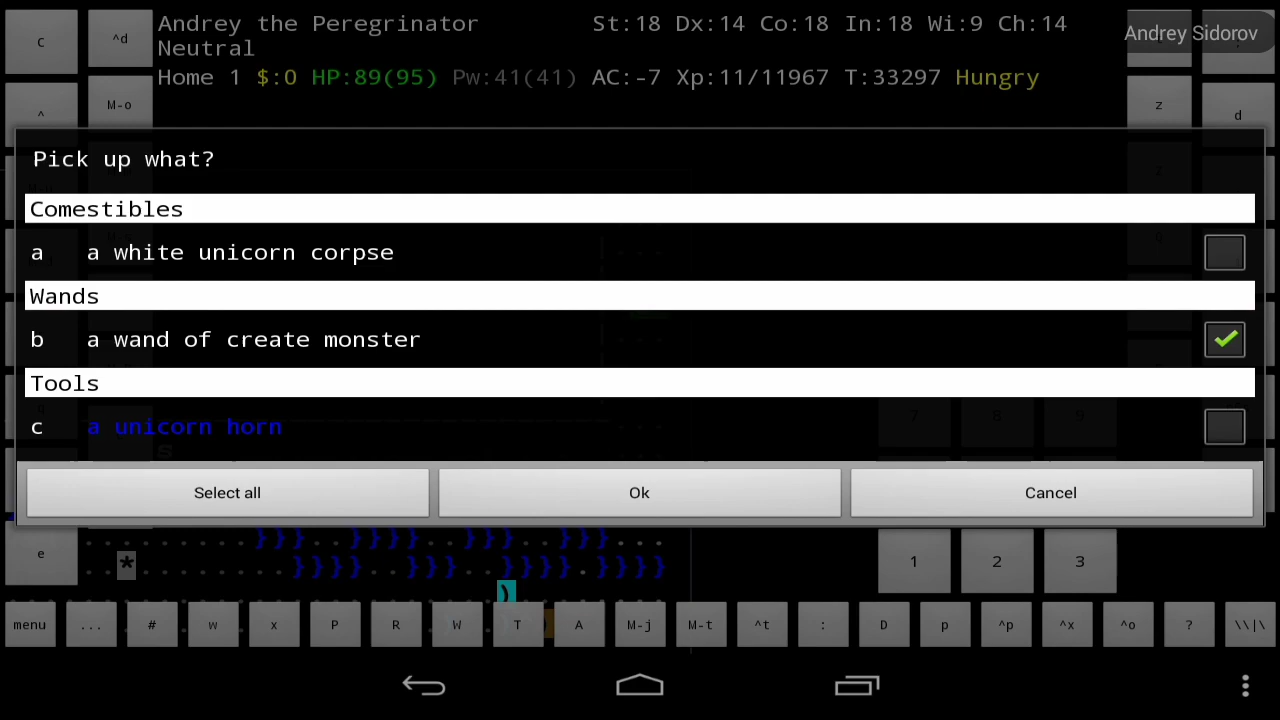 Andrey the Peregrinator St:18 Dx:14 Co:18 In:18 Wi:9 Ch:14
Neutral
Home 1 $:0 HP:89(95) Pw:41(41) AC:-7 Xp:11/11967 T:33297 Hungry
Andrey Sidorov
c
^d
^
M-o
z
d
Pick up what?
Comestibles
a a white unicorn corpse
Wands
b a wand of create monster
Tools
c a unicorn horn
7 8 9
s
Select all Ok Cancel
}}}. . }}}}. . }}}. . }}}. . .
e
. . * . . . . . . . }}}}. . }}}. . }}}}. }}}}
)
1 2 3
menu ... # w x P R W T A M-j M-t ^t : D p ^p ^x ^o ? \\|\